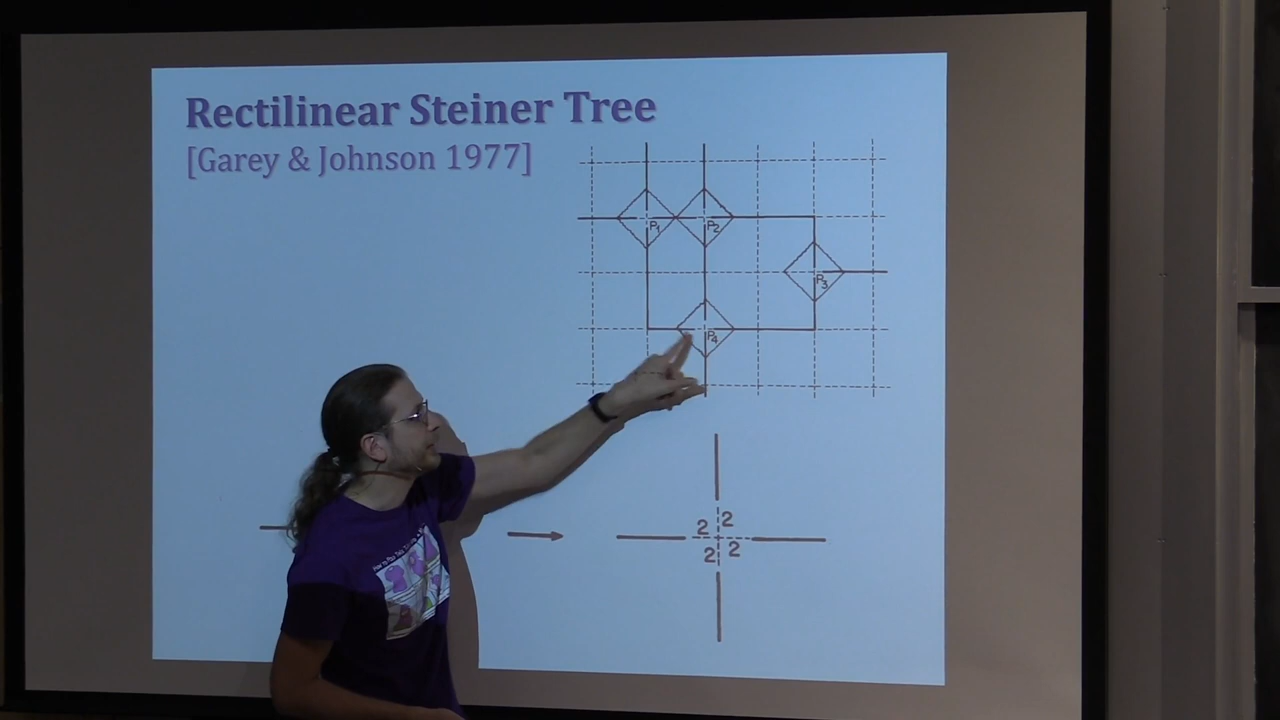 Rectilinear Steiner Tree
[Garey & Johnson 1977]
P1 P2
P3
P4
2 2
2 2